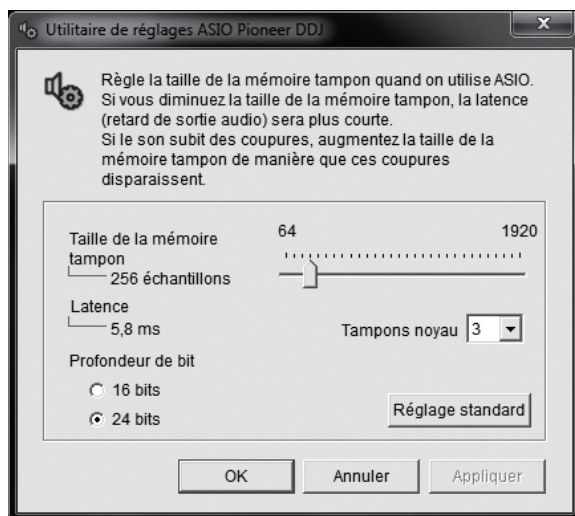 Utilitaire de réglages ASIO Pioneer DDJ
Règle la taille de la mémoire tampon quand on utilise ASIO.
Si vous diminuez la taille de la mémoire tampon, la latence
(retard de sortie audio) sera plus courte.
Si le son subit des coupures, augmentez la taille de la
mémoire tampon de manière que ces coupures
disparaissent.
Taille de la mémoire
tampon
256 échantillons
64
1920
Latence
5,8 ms
Tampons noyau 3
Profondeur de bit
16 bits
24 bits
Réglage standard
OK
Annuler
Appliquer